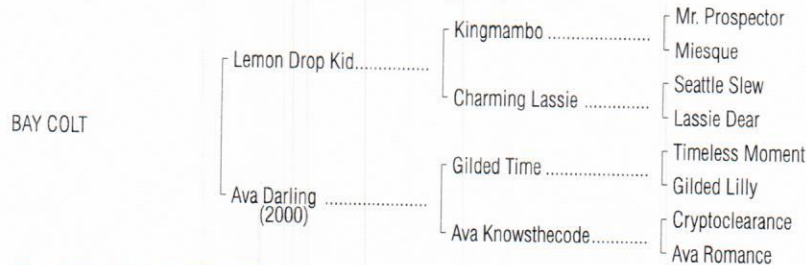 Mr. Prospector
Kingmambo ..................
Miesque
Lemon Drop Kid..............
Seattle Slew
Charming Lassie .............
Lassie Dear
BAY COLT
Timeless Moment
Gilded Time ..................
Gilded Lilly
Ava Darling ...................
(2000)
Cryptoclearance
Ava Knowsthecode...........
Ava Romance